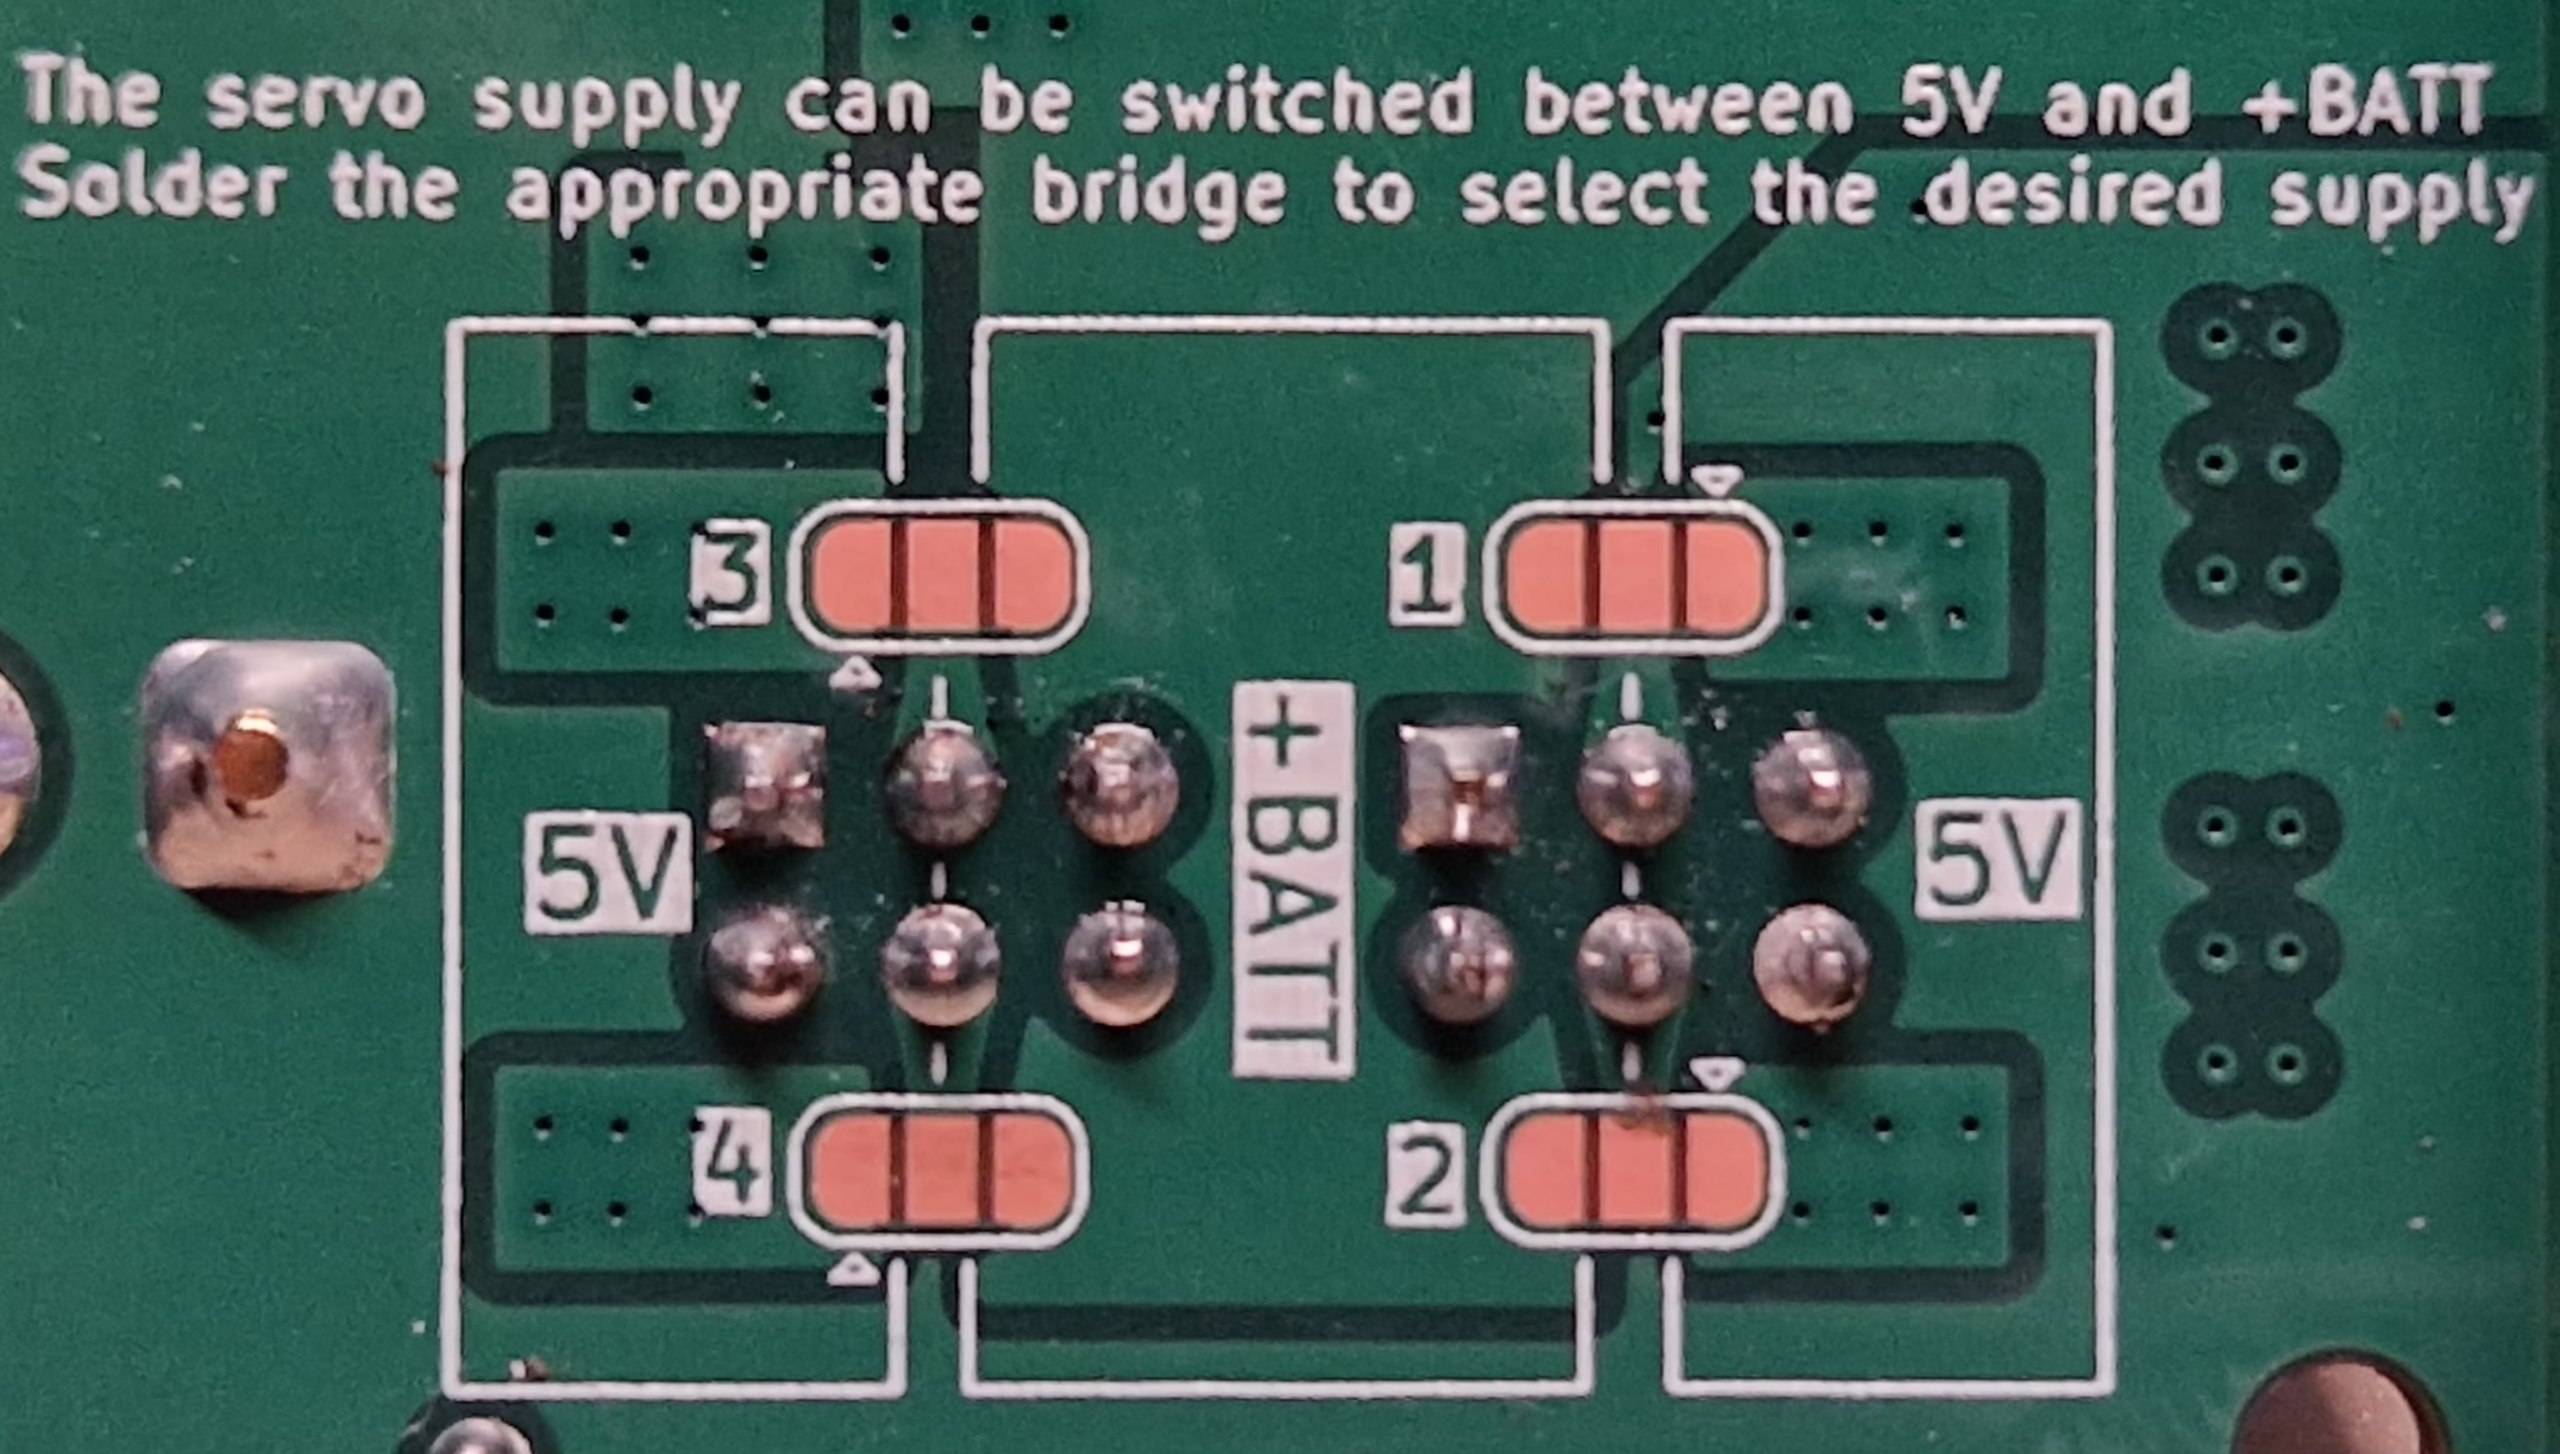 The servo supply can be switched between 5V and +BATT
Solder the appropriate bridge to select the desired supply
3
1
5V
+BATT
5V
4
2